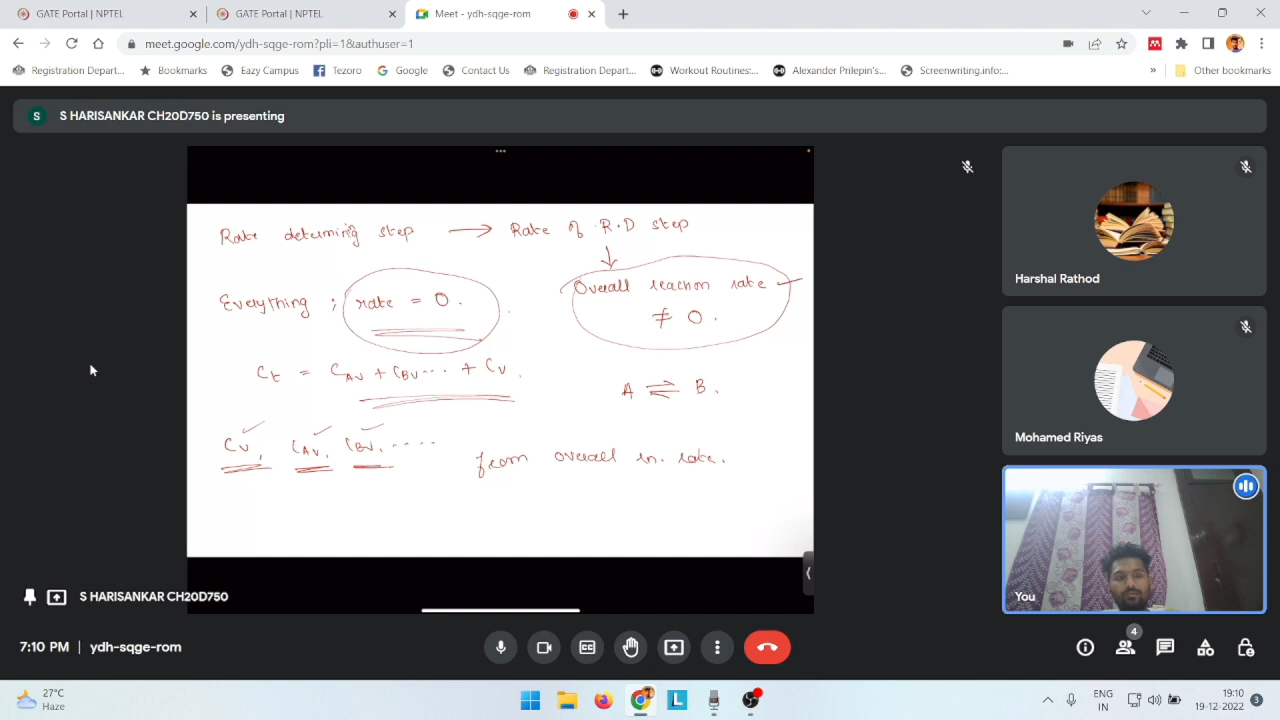 GATE Portal | NPTEL
GATE Portal | NPTEL
Meet - ydh-sqge-rom
meet.google.com/ydh-sqge-rom?pli=1&authuser=1
Registration Depart...
Bookmarks
Eazy Campus
Tezoro
Google
Contact Us
Registration Depart...
Workout Routines:...
Alexander Prilepin's...
Screenwriting.info:...
»
Other bookmarks
S
S HARISANKAR CH20D750 is presenting
Rate determing step → Rate of R.D step
↓
Overall reaction rate
≠ 0.
Everything ; rate = 0.
Ct = CAV + CBV ... + CV.
A ⇌ B.
CV, CAV, CBV, ....
from overall rxn. rate.
Harshal Rathod
Mohamed Riyas
You
S HARISANKAR CH20D750
7:10 PM | ydh-sqge-rom
4
27°C
Haze
L
ENG
IN
19:10
19-12-2022
3